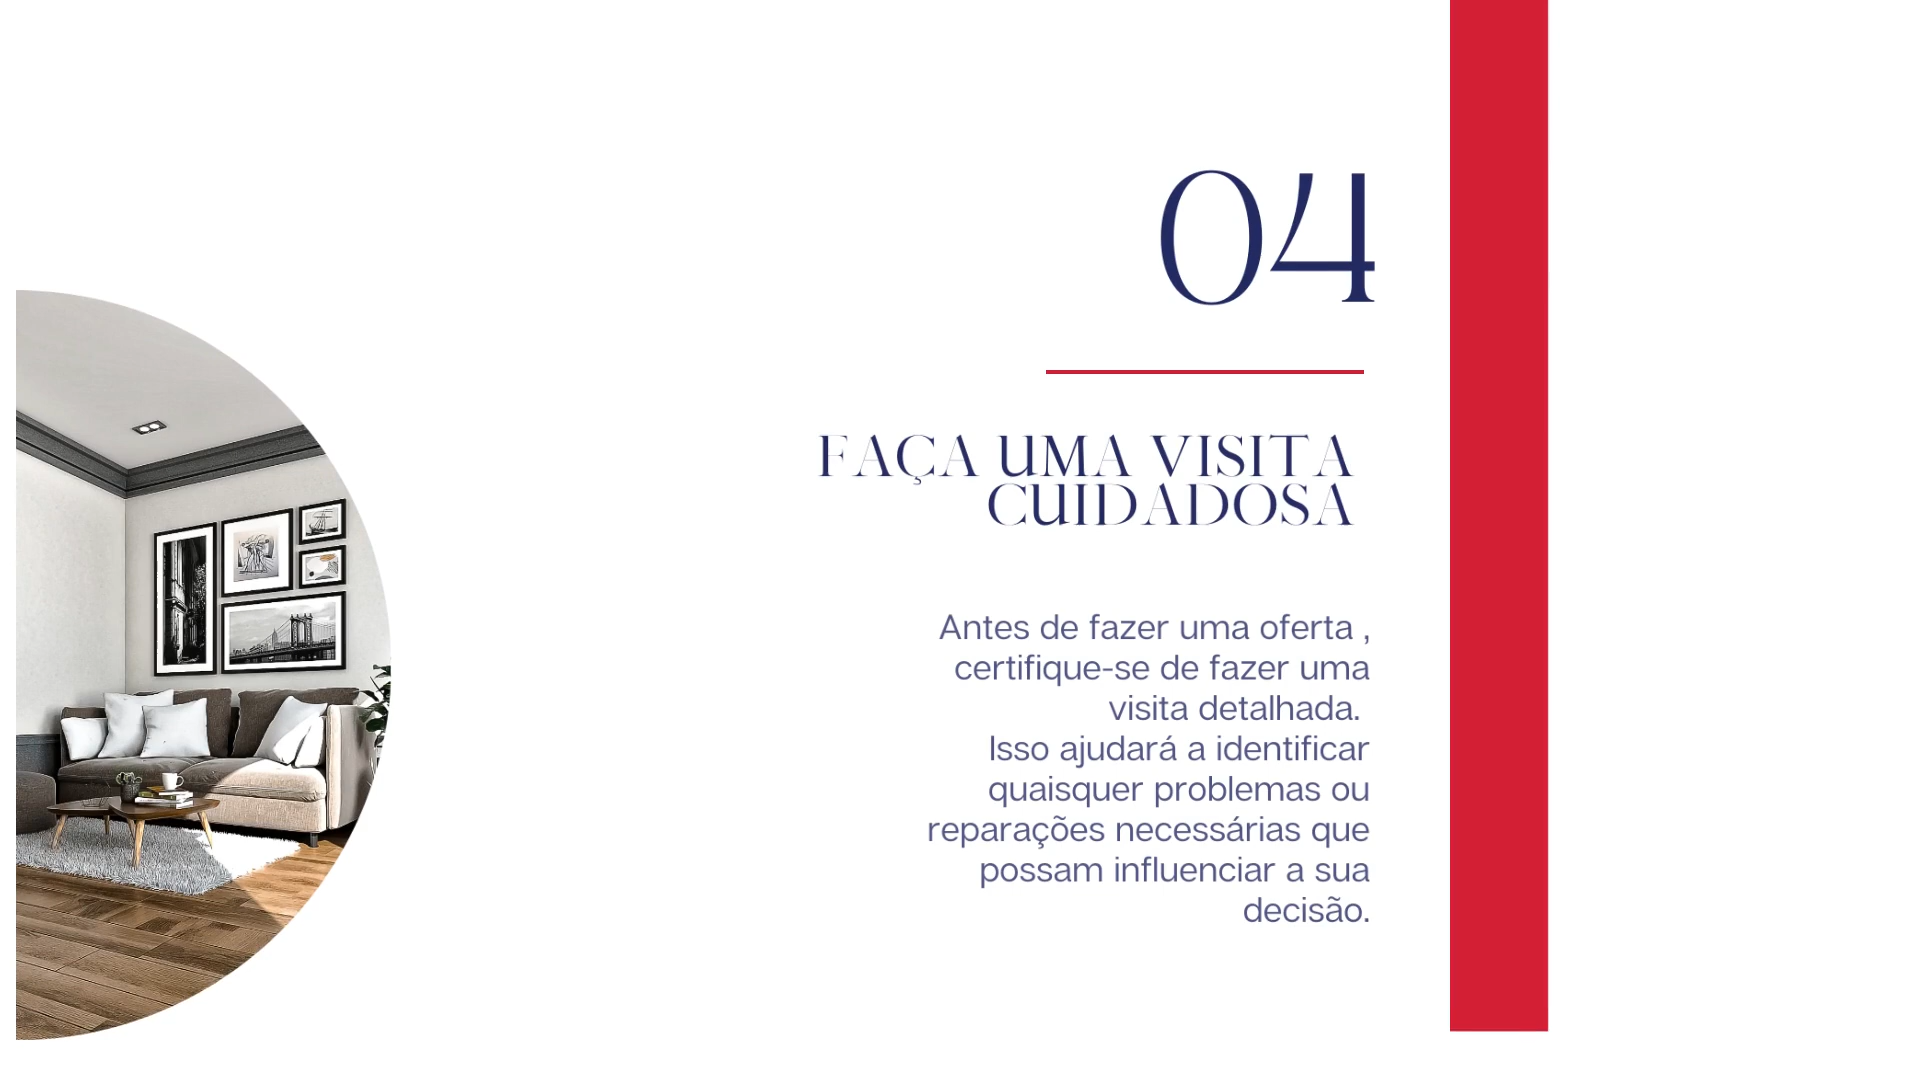 04
FAÇA UMA VISITA
CUIDADOSA
Antes de fazer uma oferta ,
certifique-se de fazer uma
visita detalhada.
Isso ajudará a identificar
quaisquer problemas ou
reparações necessárias que
possam influenciar a sua
decisão.